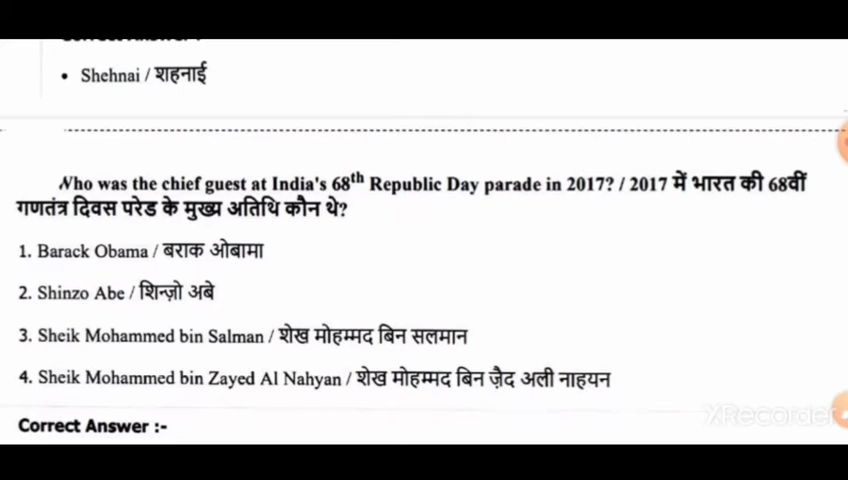 Correct Answer :
• Shehnai / शहनाई
Who was the chief guest at India's 68th Republic Day parade in 2017? / 2017 में भारत की 68वीं
गणतंत्र दिवस परेड के मुख्य अतिथि कौन थे?
1. Barack Obama / बराक ओबामा
2. Shinzo Abe / शिन्ज़ो अबे
3. Sheik Mohammed bin Salman / शेख मोहम्मद बिन सलमान
4. Sheik Mohammed bin Zayed Al Nahyan / शेख मोहम्मद बिन ज़ैद अली नाहयन
XRecorder
Correct Answer :-